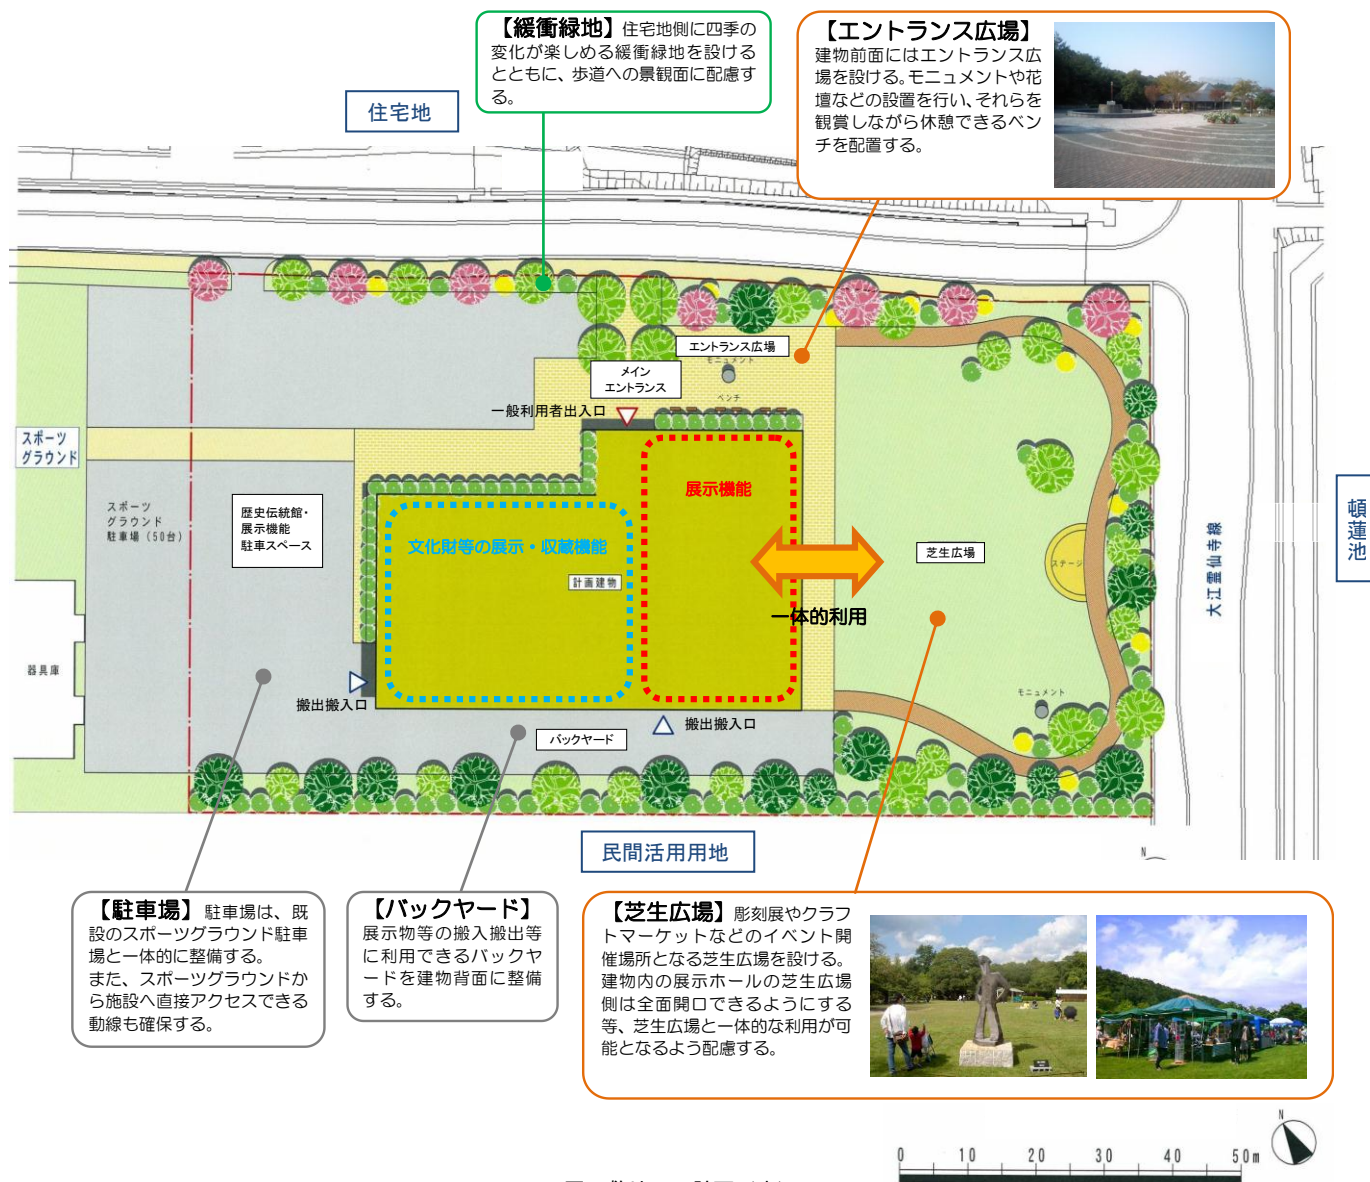 【緩衝緑地】住宅地側に四季の
変化が楽しめる緩衝緑地を設ける
とともに、歩道への景観面に配慮す
る。
【エントランス広場】
建物前面にはエントランス広
場を設ける。モニュメントや花
壇などの設置を行い、それらを
観賞しながら休憩できるベン
チを配置する。
住宅地
エントランス広場
モニュメント
メイン
エントランス
ベンチ
一般利用者出入口
スポーツ
グラウンド
展示機能
スポーツ
グラウンド
駐車場(50台)
歴史伝統館・
展示機能
駐車スペース
文化財等の展示・収蔵機能
計画建物
芝生広場
ステージ
一体的利用
大江霊仙寺線
頓蓮池
器具庫
モニュメント
搬出搬入口
搬出搬入口
バックヤード
民間活用用地
N
【駐車場】駐車場は、既
設のスポーツグラウンド駐車
場と一体的に整備する。
また、スポーツグラウンドか
ら施設へ直接アクセスできる
動線も確保する。
【バックヤード】
展示物等の搬入搬出等
に利用できるバックヤ
ードを建物背面に整備
する。
【芝生広場】彫刻展やクラフ
トマーケットなどのイベント開
催場所となる芝生広場を設ける。
建物内の展示ホールの芝生広場
側は全面開口できるようにする
等、芝生広場と一体的な利用が可
能となるよう配慮する。
N
0 10 20 30 40 50m